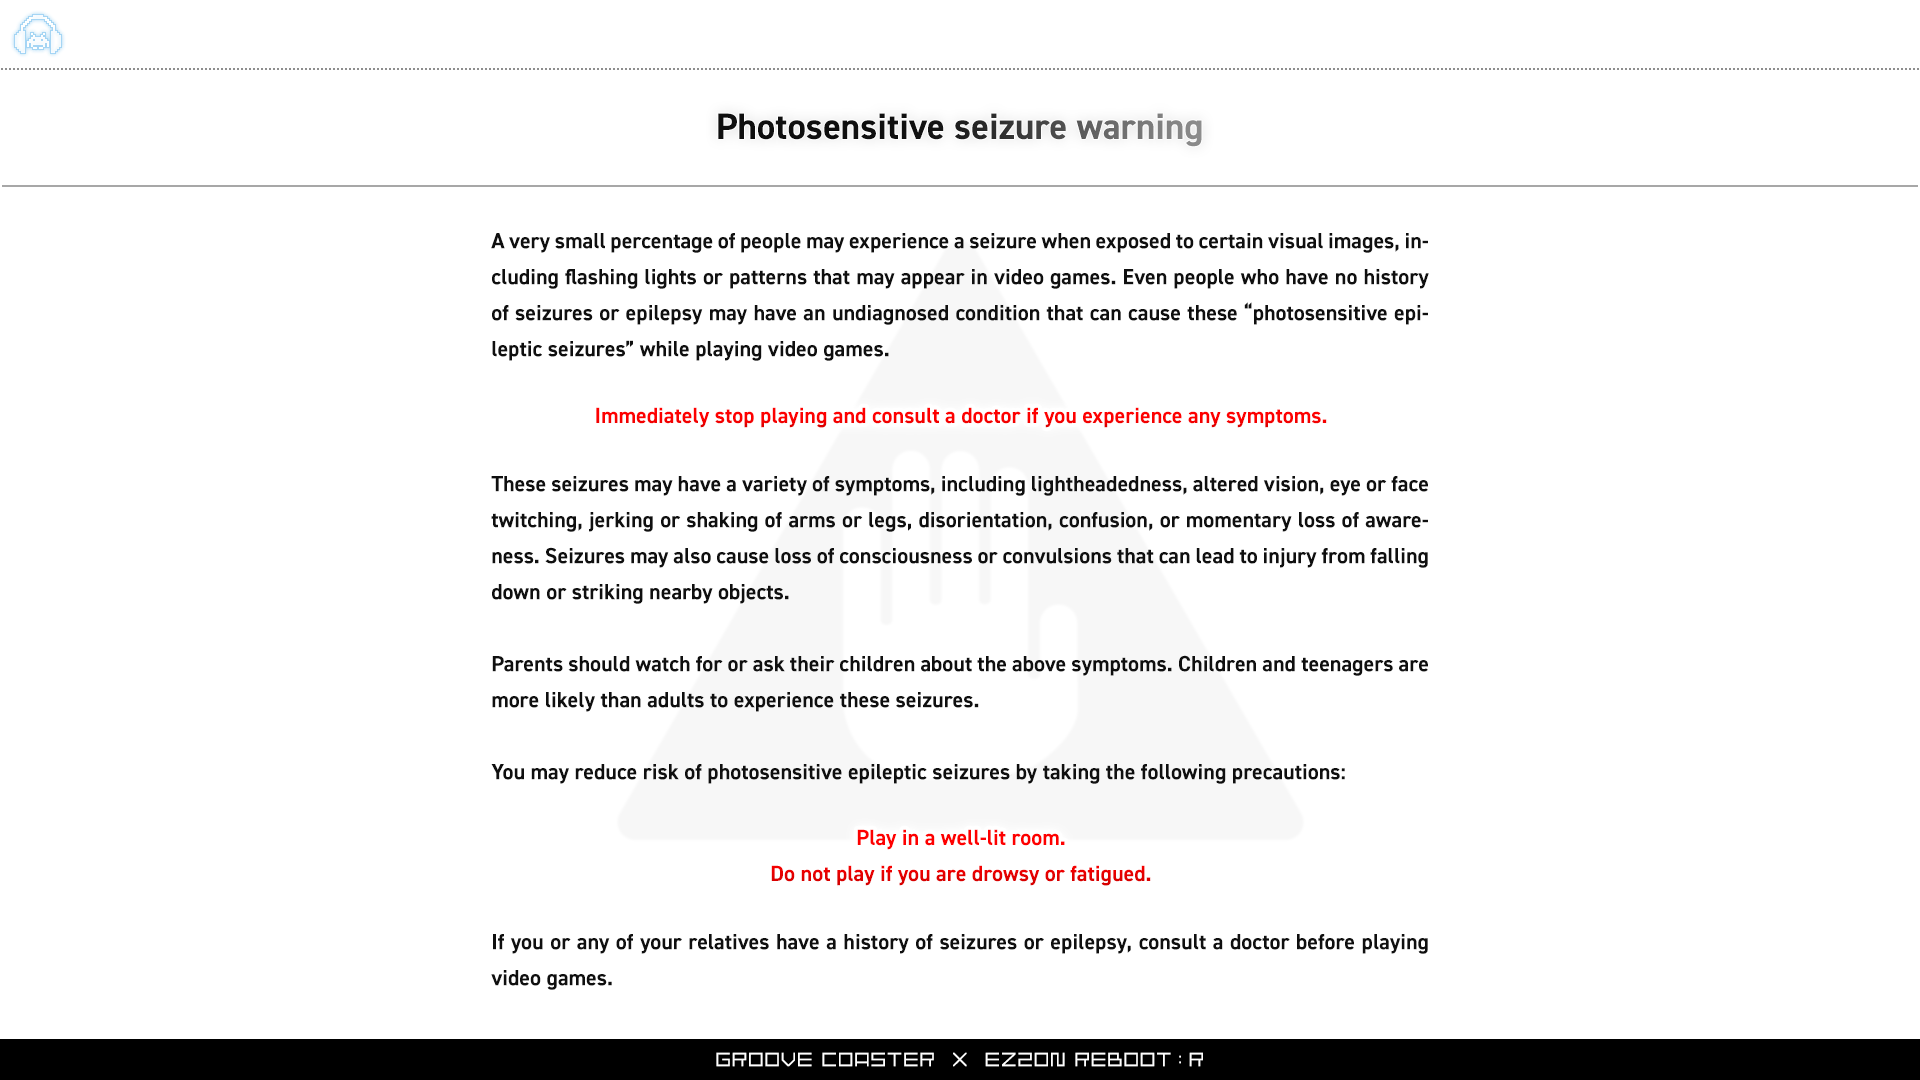 Photosensitive seizure warning
A very small percentage of people may experience a seizure when exposed to certain visual images, in-
cluding flashing lights or patterns that may appear in video games. Even people who have no history
of seizures or epilepsy may have an undiagnosed condition that can cause these “photosensitive epi-
leptic seizures” while playing video games.
Immediately stop playing and consult a doctor if you experience any symptoms.
These seizures may have a variety of symptoms, including lightheadedness, altered vision, eye or face
twitching, jerking or shaking of arms or legs, disorientation, confusion, or momentary loss of aware-
ness. Seizures may also cause loss of consciousness or convulsions that can lead to injury from falling
down or striking nearby objects.
Parents should watch for or ask their children about the above symptoms. Children and teenagers are
more likely than adults to experience these seizures.
You may reduce risk of photosensitive epileptic seizures by taking the following precautions:
Play in a well-lit room.
Do not play if you are drowsy or fatigued.
If you or any of your relatives have a history of seizures or epilepsy, consult a doctor before playing
video games.
GROOVE COASTER X EZ2ON REBOOT : R